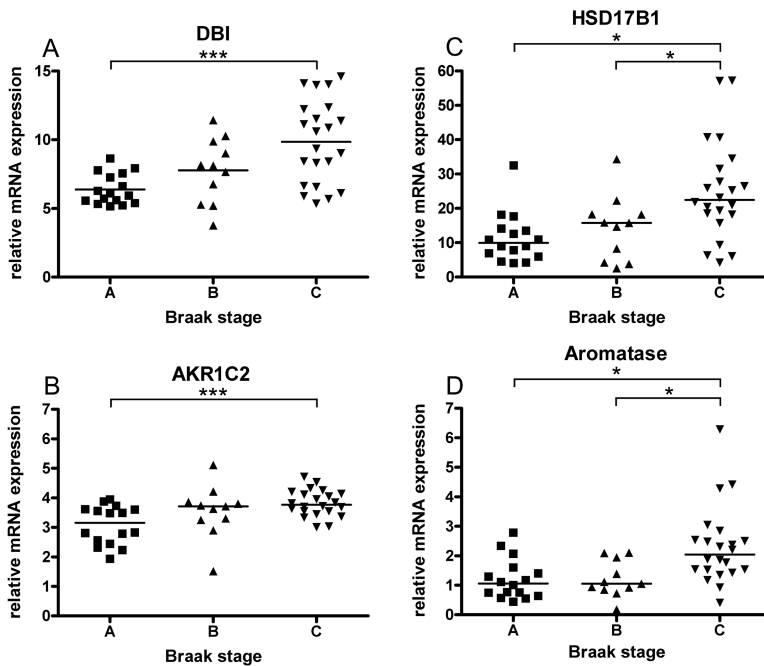 A
DBI
***
relative mRNA expression
15
10
5
0
A B C
Braak stage
C
HSD17B1
*
*
relative mRNA expression
60
50
40
30
20
10
0
A B C
Braak stage
B
AKR1C2
***
relative mRNA expression
7
6
5
4
3
2
1
0
A B C
Braak stage
D
Aromatase
*
*
relative mRNA expression
7
6
5
4
3
2
1
0
A B C
Braak stage